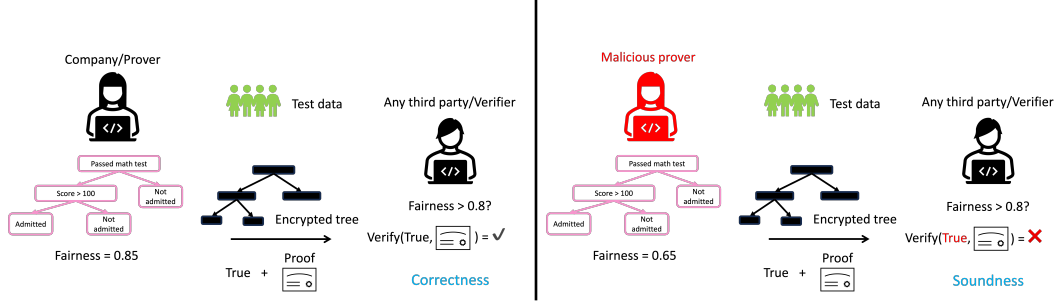 Company/Prover
Test data
Any third party/Verifier
</>
</>
Passed math test
Score > 100
Not
admitted
Admitted
Not
admitted
Encrypted tree
Fairness > 0.8?
Fairness = 0.85
Verify(True, ) = ✓
Proof
True +
Correctness
Malicious prover
Test data
Any third party/Verifier
</>
</>
Passed math test
Score > 100
Not
admitted
Admitted
Not
admitted
Encrypted tree
Fairness > 0.8?
Fairness = 0.65
Verify(True, ) = ✗
Proof
True +
Soundness